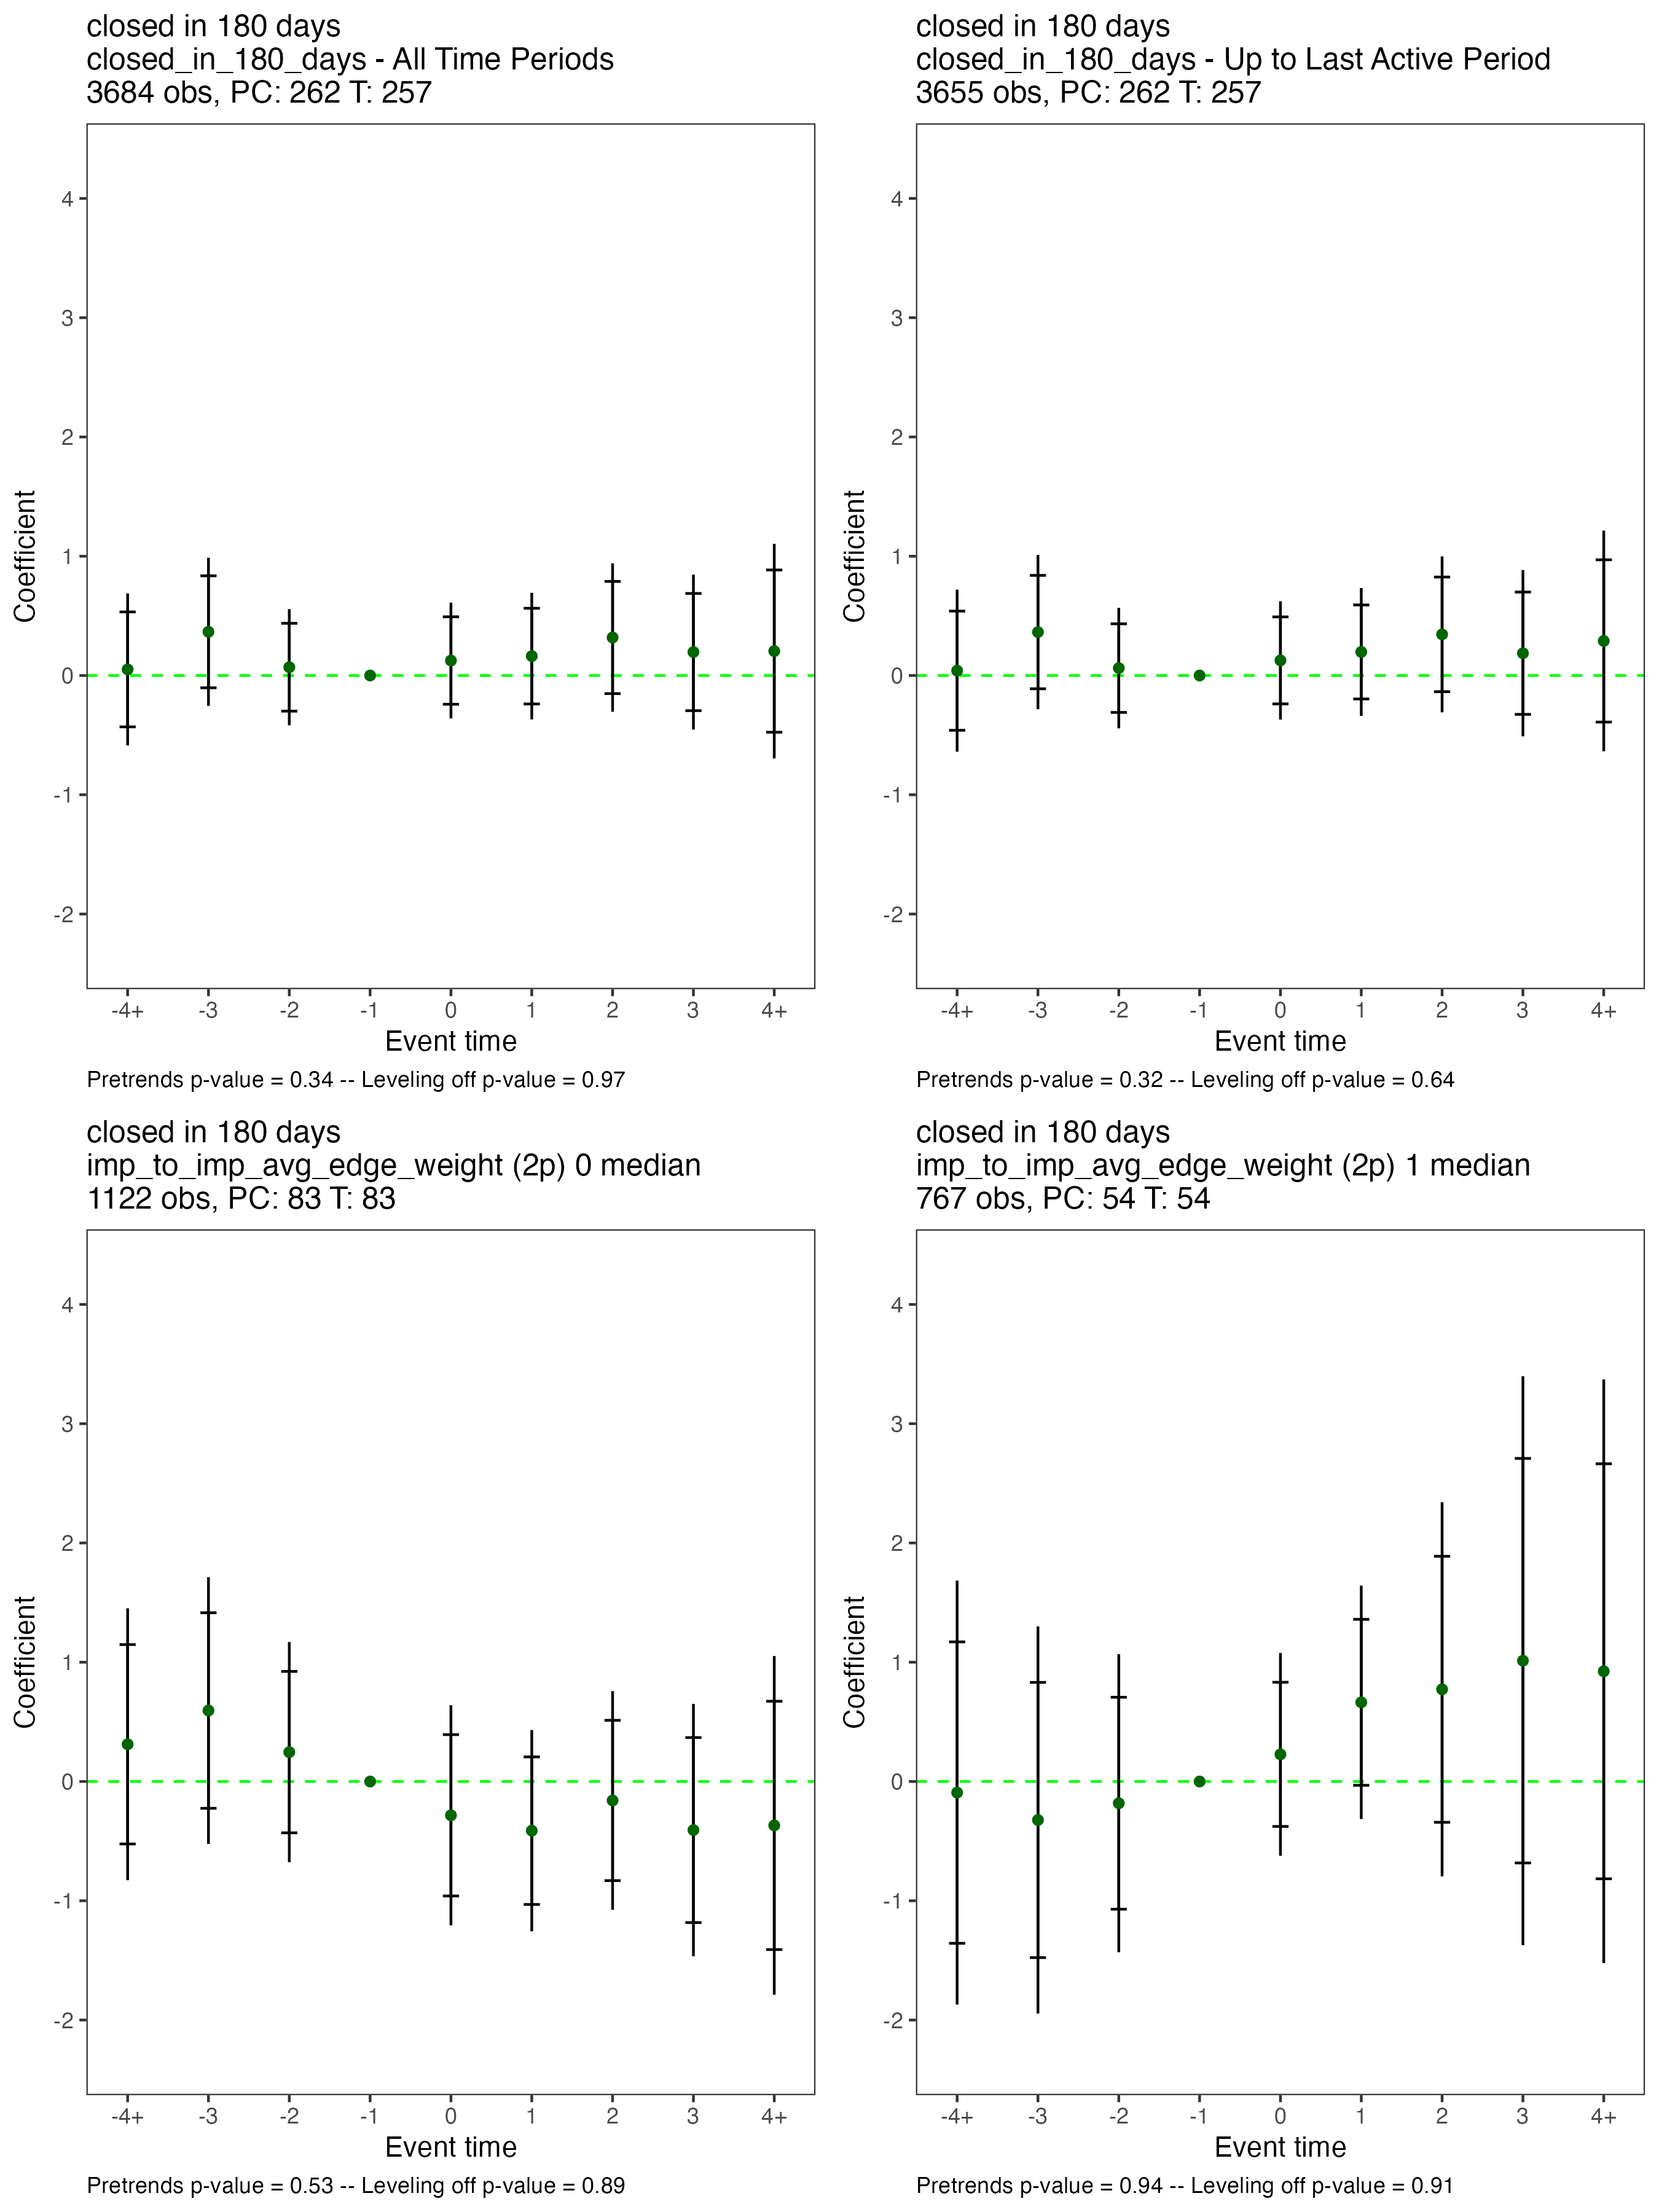 closed in 180 days
closed_in_180_days - All Time Periods
3684 obs, PC: 262 T: 257
4
3
2
1
0
-1
-2
Coefficient
-4+ -3 -2 -1 0 1 2 3 4+
Event time
Pretrends p-value = 0.34 -- Leveling off p-value = 0.97
closed in 180 days
closed_in_180_days - Up to Last Active Period
3655 obs, PC: 262 T: 257
4
3
2
1
0
-1
-2
Coefficient
-4+ -3 -2 -1 0 1 2 3 4+
Event time
Pretrends p-value = 0.32 -- Leveling off p-value = 0.64
closed in 180 days
imp_to_imp_avg_edge_weight (2p) 0 median
1122 obs, PC: 83 T: 83
4
3
2
1
0
-1
-2
Coefficient
-4+ -3 -2 -1 0 1 2 3 4+
Event time
Pretrends p-value = 0.53 -- Leveling off p-value = 0.89
closed in 180 days
imp_to_imp_avg_edge_weight (2p) 1 median
767 obs, PC: 54 T: 54
4
3
2
1
0
-1
-2
Coefficient
-4+ -3 -2 -1 0 1 2 3 4+
Event time
Pretrends p-value = 0.94 -- Leveling off p-value = 0.91